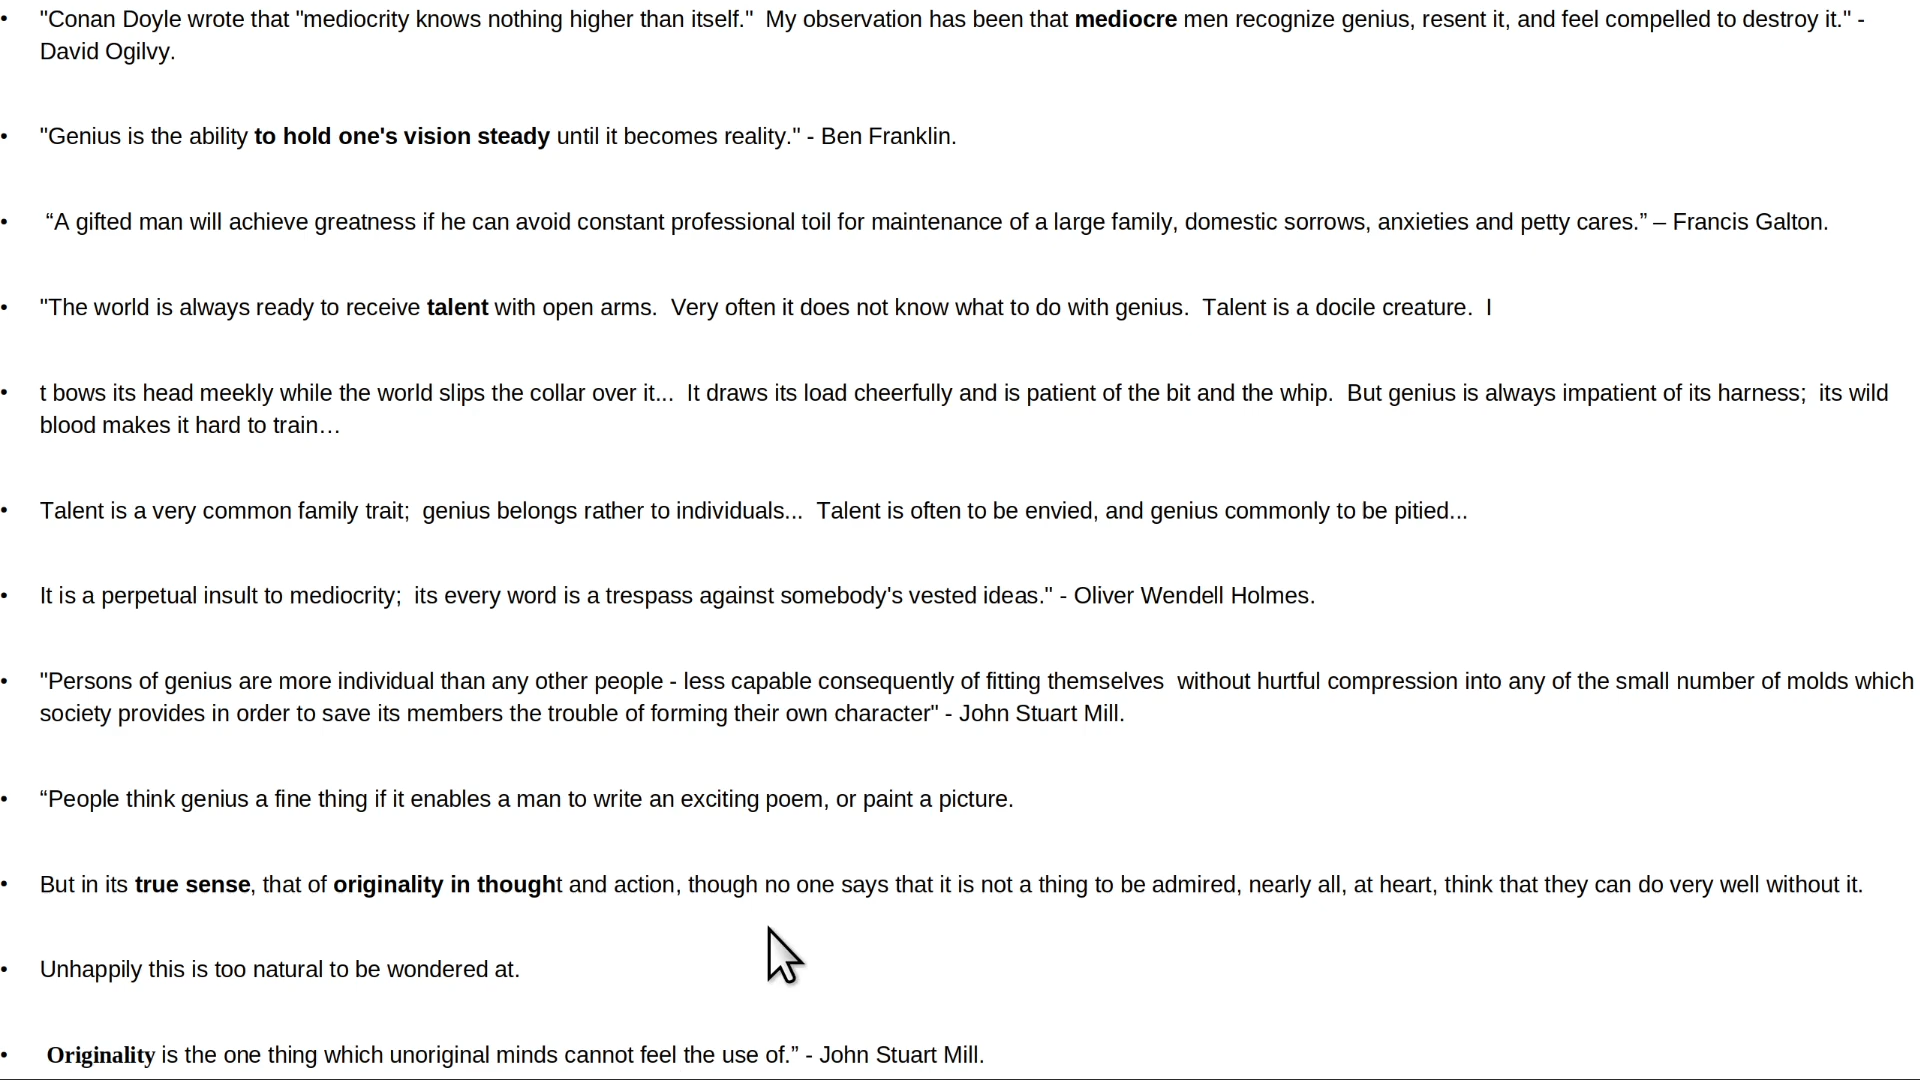 • "Conan Doyle wrote that "mediocrity knows nothing higher than itself."  My observation has been that mediocre men recognize genius, resent it, and feel compelled to destroy it." -
David Ogilvy.
• "Genius is the ability to hold one's vision steady until it becomes reality." - Ben Franklin.
• “A gifted man will achieve greatness if he can avoid constant professional toil for maintenance of a large family, domestic sorrows, anxieties and petty cares.” – Francis Galton.
• "The world is always ready to receive talent with open arms.  Very often it does not know what to do with genius.  Talent is a docile creature.  I
• t bows its head meekly while the world slips the collar over it...  It draws its load cheerfully and is patient of the bit and the whip.  But genius is always impatient of its harness;  its wild
blood makes it hard to train…
• Talent is a very common family trait;  genius belongs rather to individuals...  Talent is often to be envied, and genius commonly to be pitied...
• It is a perpetual insult to mediocrity;  its every word is a trespass against somebody's vested ideas." - Oliver Wendell Holmes.
• "Persons of genius are more individual than any other people - less capable consequently of fitting themselves  without hurtful compression into any of the small number of molds which
society provides in order to save its members the trouble of forming their own character" - John Stuart Mill.
• “People think genius a fine thing if it enables a man to write an exciting poem, or paint a picture.
• But in its true sense, that of originality in thought and action, though no one says that it is not a thing to be admired, nearly all, at heart, think that they can do very well without it.
• Unhappily this is too natural to be wondered at.
• Originality is the one thing which unoriginal minds cannot feel the use of.” - John Stuart Mill.